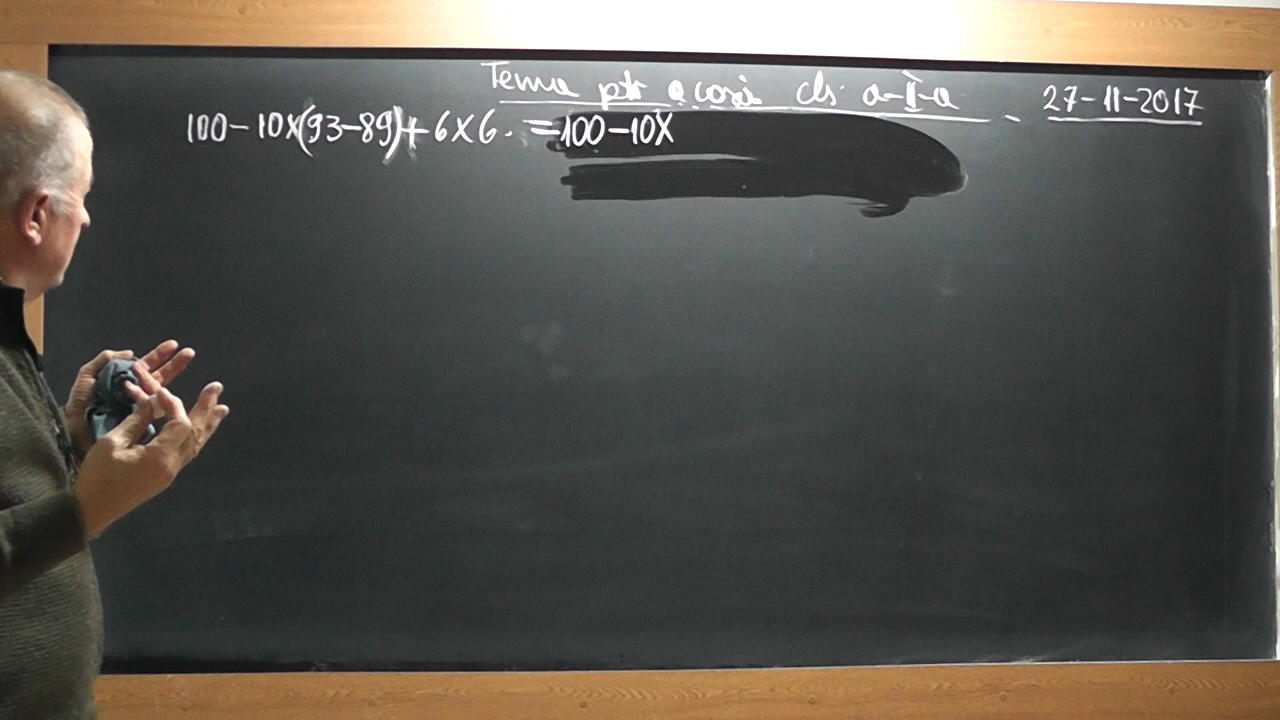 Tema ptr acasă cls. a-II-a - 27-11-2017
100-10X(93-89)+6X6. =100-10X